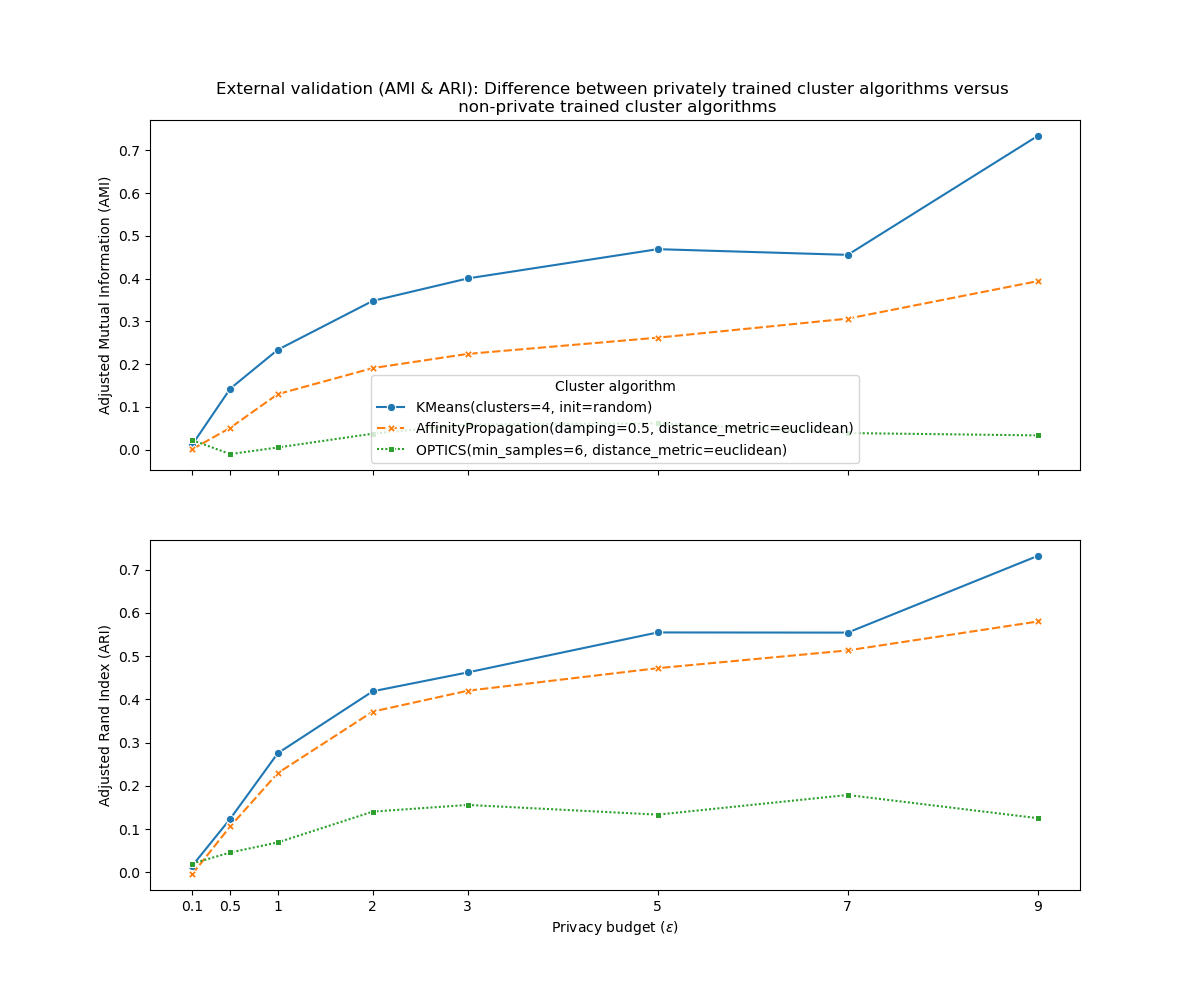 External validation (AMI & ARI): Difference between privately trained cluster algorithms versus
non-private trained cluster algorithms
Adjusted Mutual Information (AMI)
0.7
0.6
0.5
0.4
0.3
0.2
0.1
0.0
Cluster algorithm
KMeans(clusters=4, init=random)
AffinityPropagation(damping=0.5, distance_metric=euclidean)
OPTICS(min_samples=6, distance_metric=euclidean)
Adjusted Rand Index (ARI)
0.7
0.6
0.5
0.4
0.3
0.2
0.1
0.0
0.1 0.5 1 2 3 5 7 9
Privacy budget (ε)